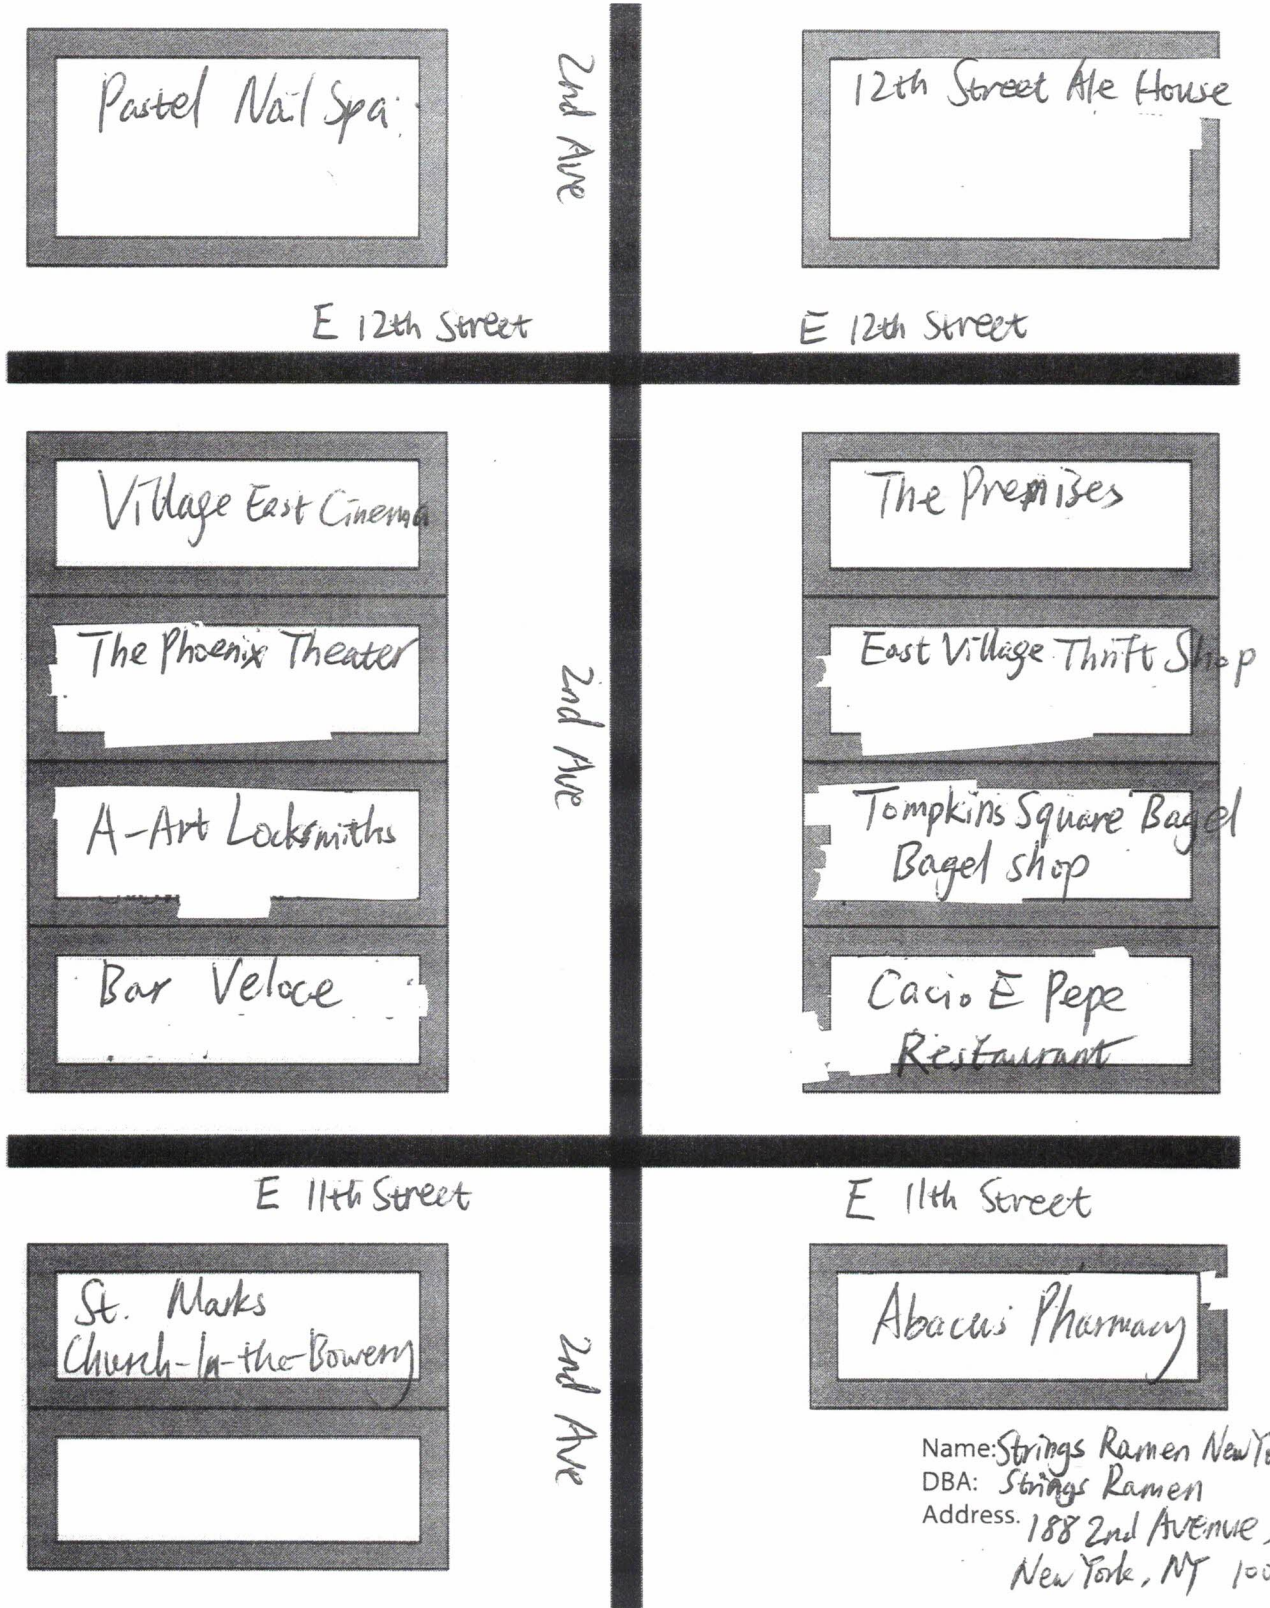 Pastel Nail Spa
2nd Ave
12th Street Ale House
E 12th Street
E 12th Street
Village East Cinema
The Premises
The Phoenix Theater
2nd Ave
East Village Thrift Shop
A-Art Locksmiths
Tompkins Square Bagel
Bagel shop
Bar Veloce
Cacio E Pepe
Restaurant
E 11th Street
E 11th Street
St. Marks
Church-In-the-Bowery
2nd Ave
Abacus Pharmacy
Name: Strings Ramen New
DBA: Strings Ramen
Address. 188 2nd Avenue,
New York, NY